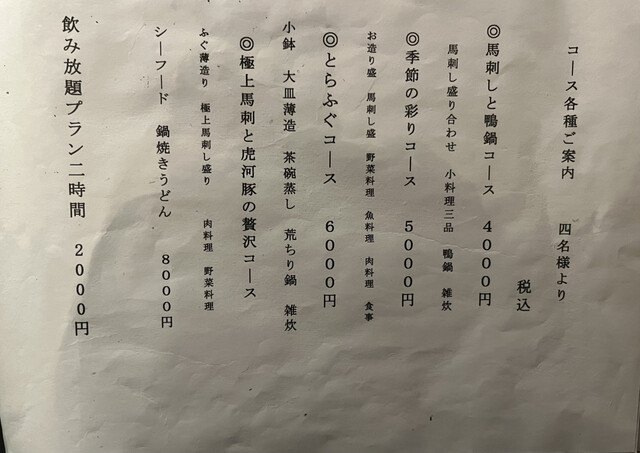 コース各種ご案内　四名様より
税込
◎馬刺しと鴨鍋コース　4000円
馬刺し盛り合わせ　小料理三品　鴨鍋　雑炊
◎季節の彩りコース　5000円
お造り盛　馬刺し盛　野菜料理　魚料理　肉料理　食事
◎とらふぐコース　6000円
小鉢　大皿薄造　茶碗蒸し　荒ちり鍋　雑炊
◎極上馬刺と虎河豚の贅沢コース
ふぐ薄造り　極上馬刺し盛り　肉料理　野菜料理
シーフード　鍋焼きうどん　8000円
飲み放題プラン二時間　2000円